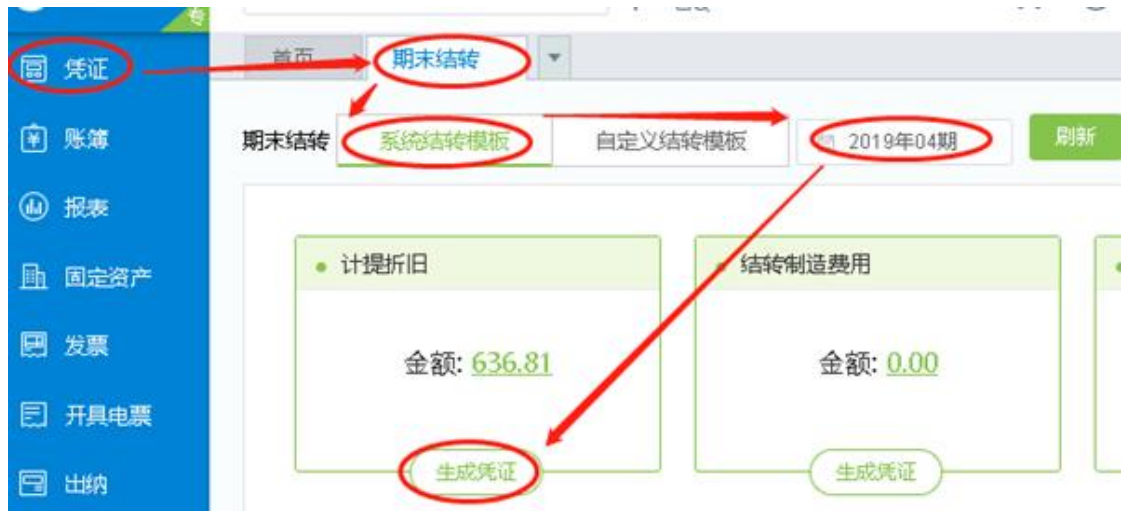 专
凭证
账簿
报表
固定资产
发票
开具电票
出纳
首页 期末结转
期末结转 系统结转模板 自定义结转模板 2019年04期 刷新
计提折旧
金额: 636.81
生成凭证
结转制造费用
金额: 0.00
生成凭证